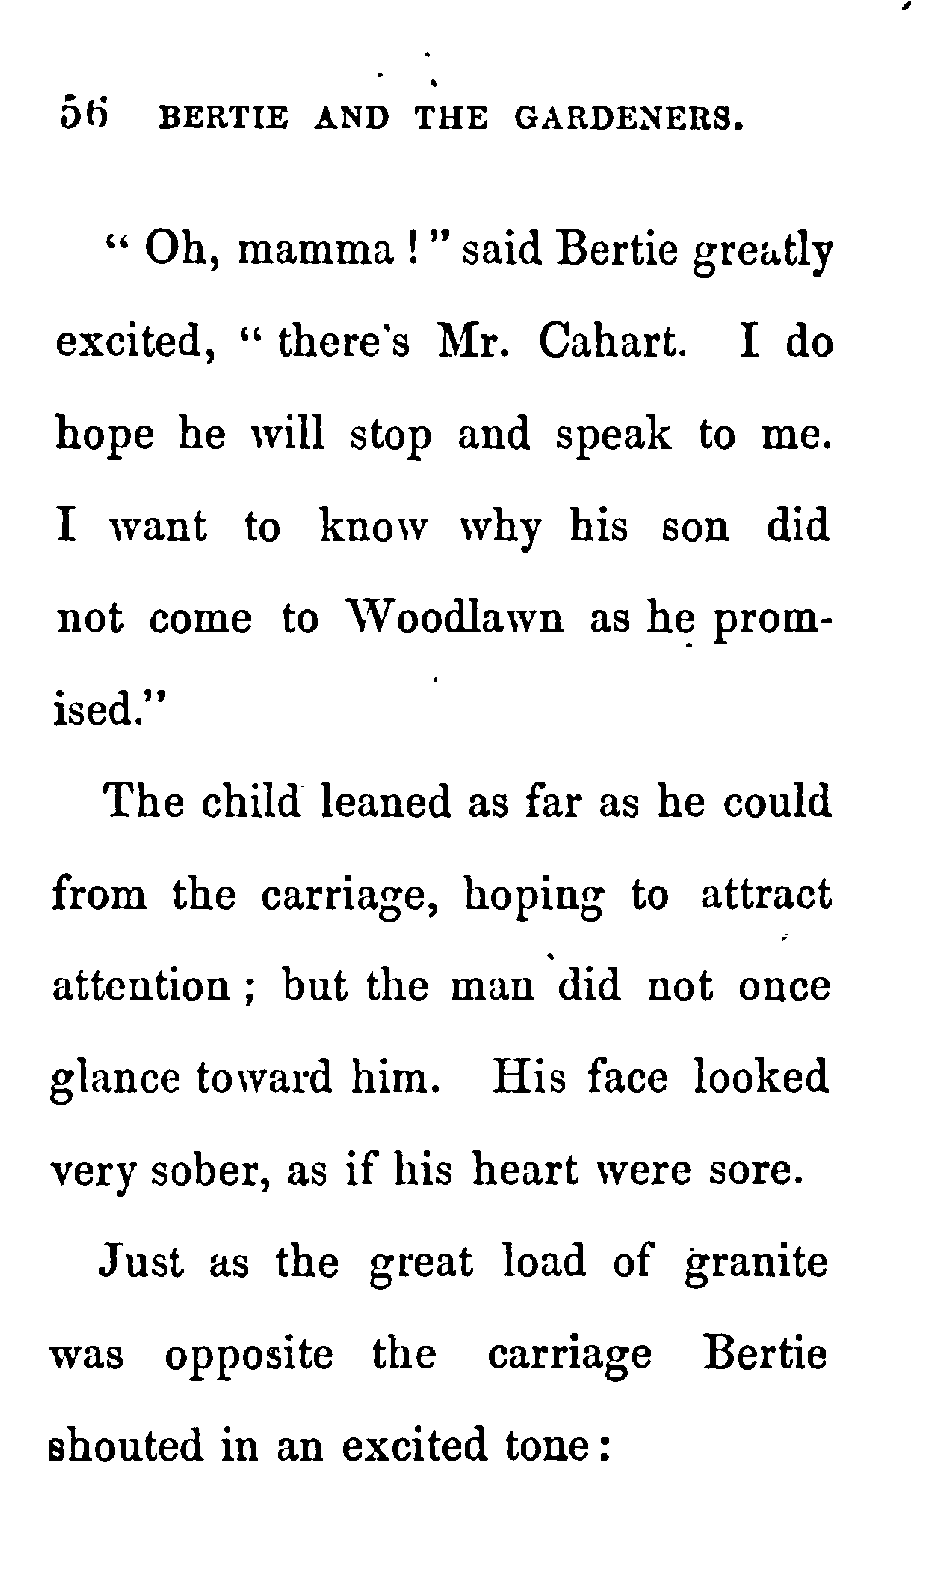 56 BERTIE AND THE GARDENERS.
“ Oh, mamma ! ” said Bertie greatly
excited, “ there's Mr. Cahart. I do
hope he will stop and speak to me.
I want to know why his son did
not come to Woodlawn as he prom-
ised.”
The child leaned as far as he could
from the carriage, hoping to attract
attention ; but the man did not once
glance toward him. His face looked
very sober, as if his heart were sore.
Just as the great load of granite
was opposite the carriage Bertie
shouted in an excited tone :